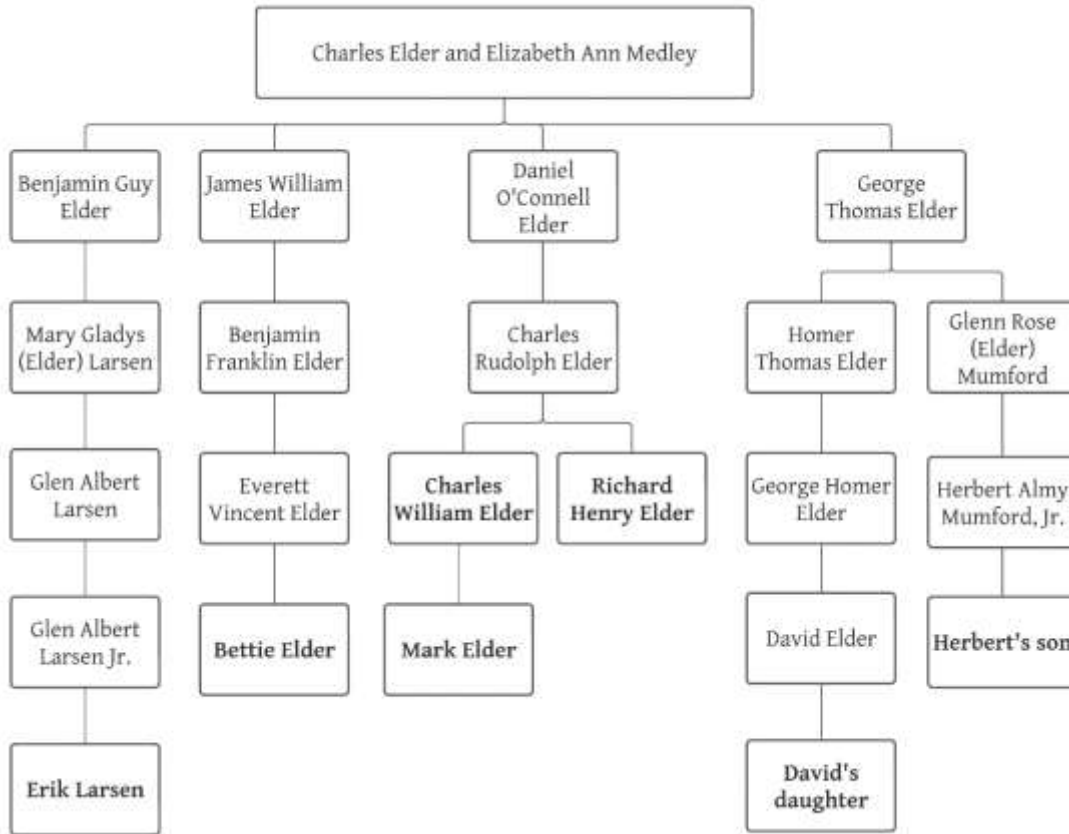 Charles Elder and Elizabeth Ann Medley
Benjamin Guy
Elder
James William
Elder
Daniel
O'Connell
Elder
George
Thomas Elder
Mary Gladys
(Elder) Larsen
Benjamin
Franklin Elder
Charles
Rudolph Elder
Homer
Thomas Elder
Glenn Rose
(Elder)
Mumford
Glen Albert
Larsen
Everett
Vincent Elder
Charles
William Elder
Richard
Henry Elder
George Homer
Elder
Herbert Almy
Mumford, Jr.
Glen Albert
Larsen Jr.
Bettie Elder
Mark Elder
David Elder
Herbert's son
Erik Larsen
David's
daughter